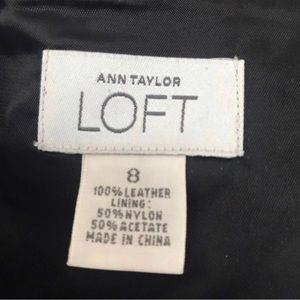 ANN TAYLOR
LOFT
8
100% LEATHER
LINING:
50% NYLON
50% ACETATE
MADE IN CHINA